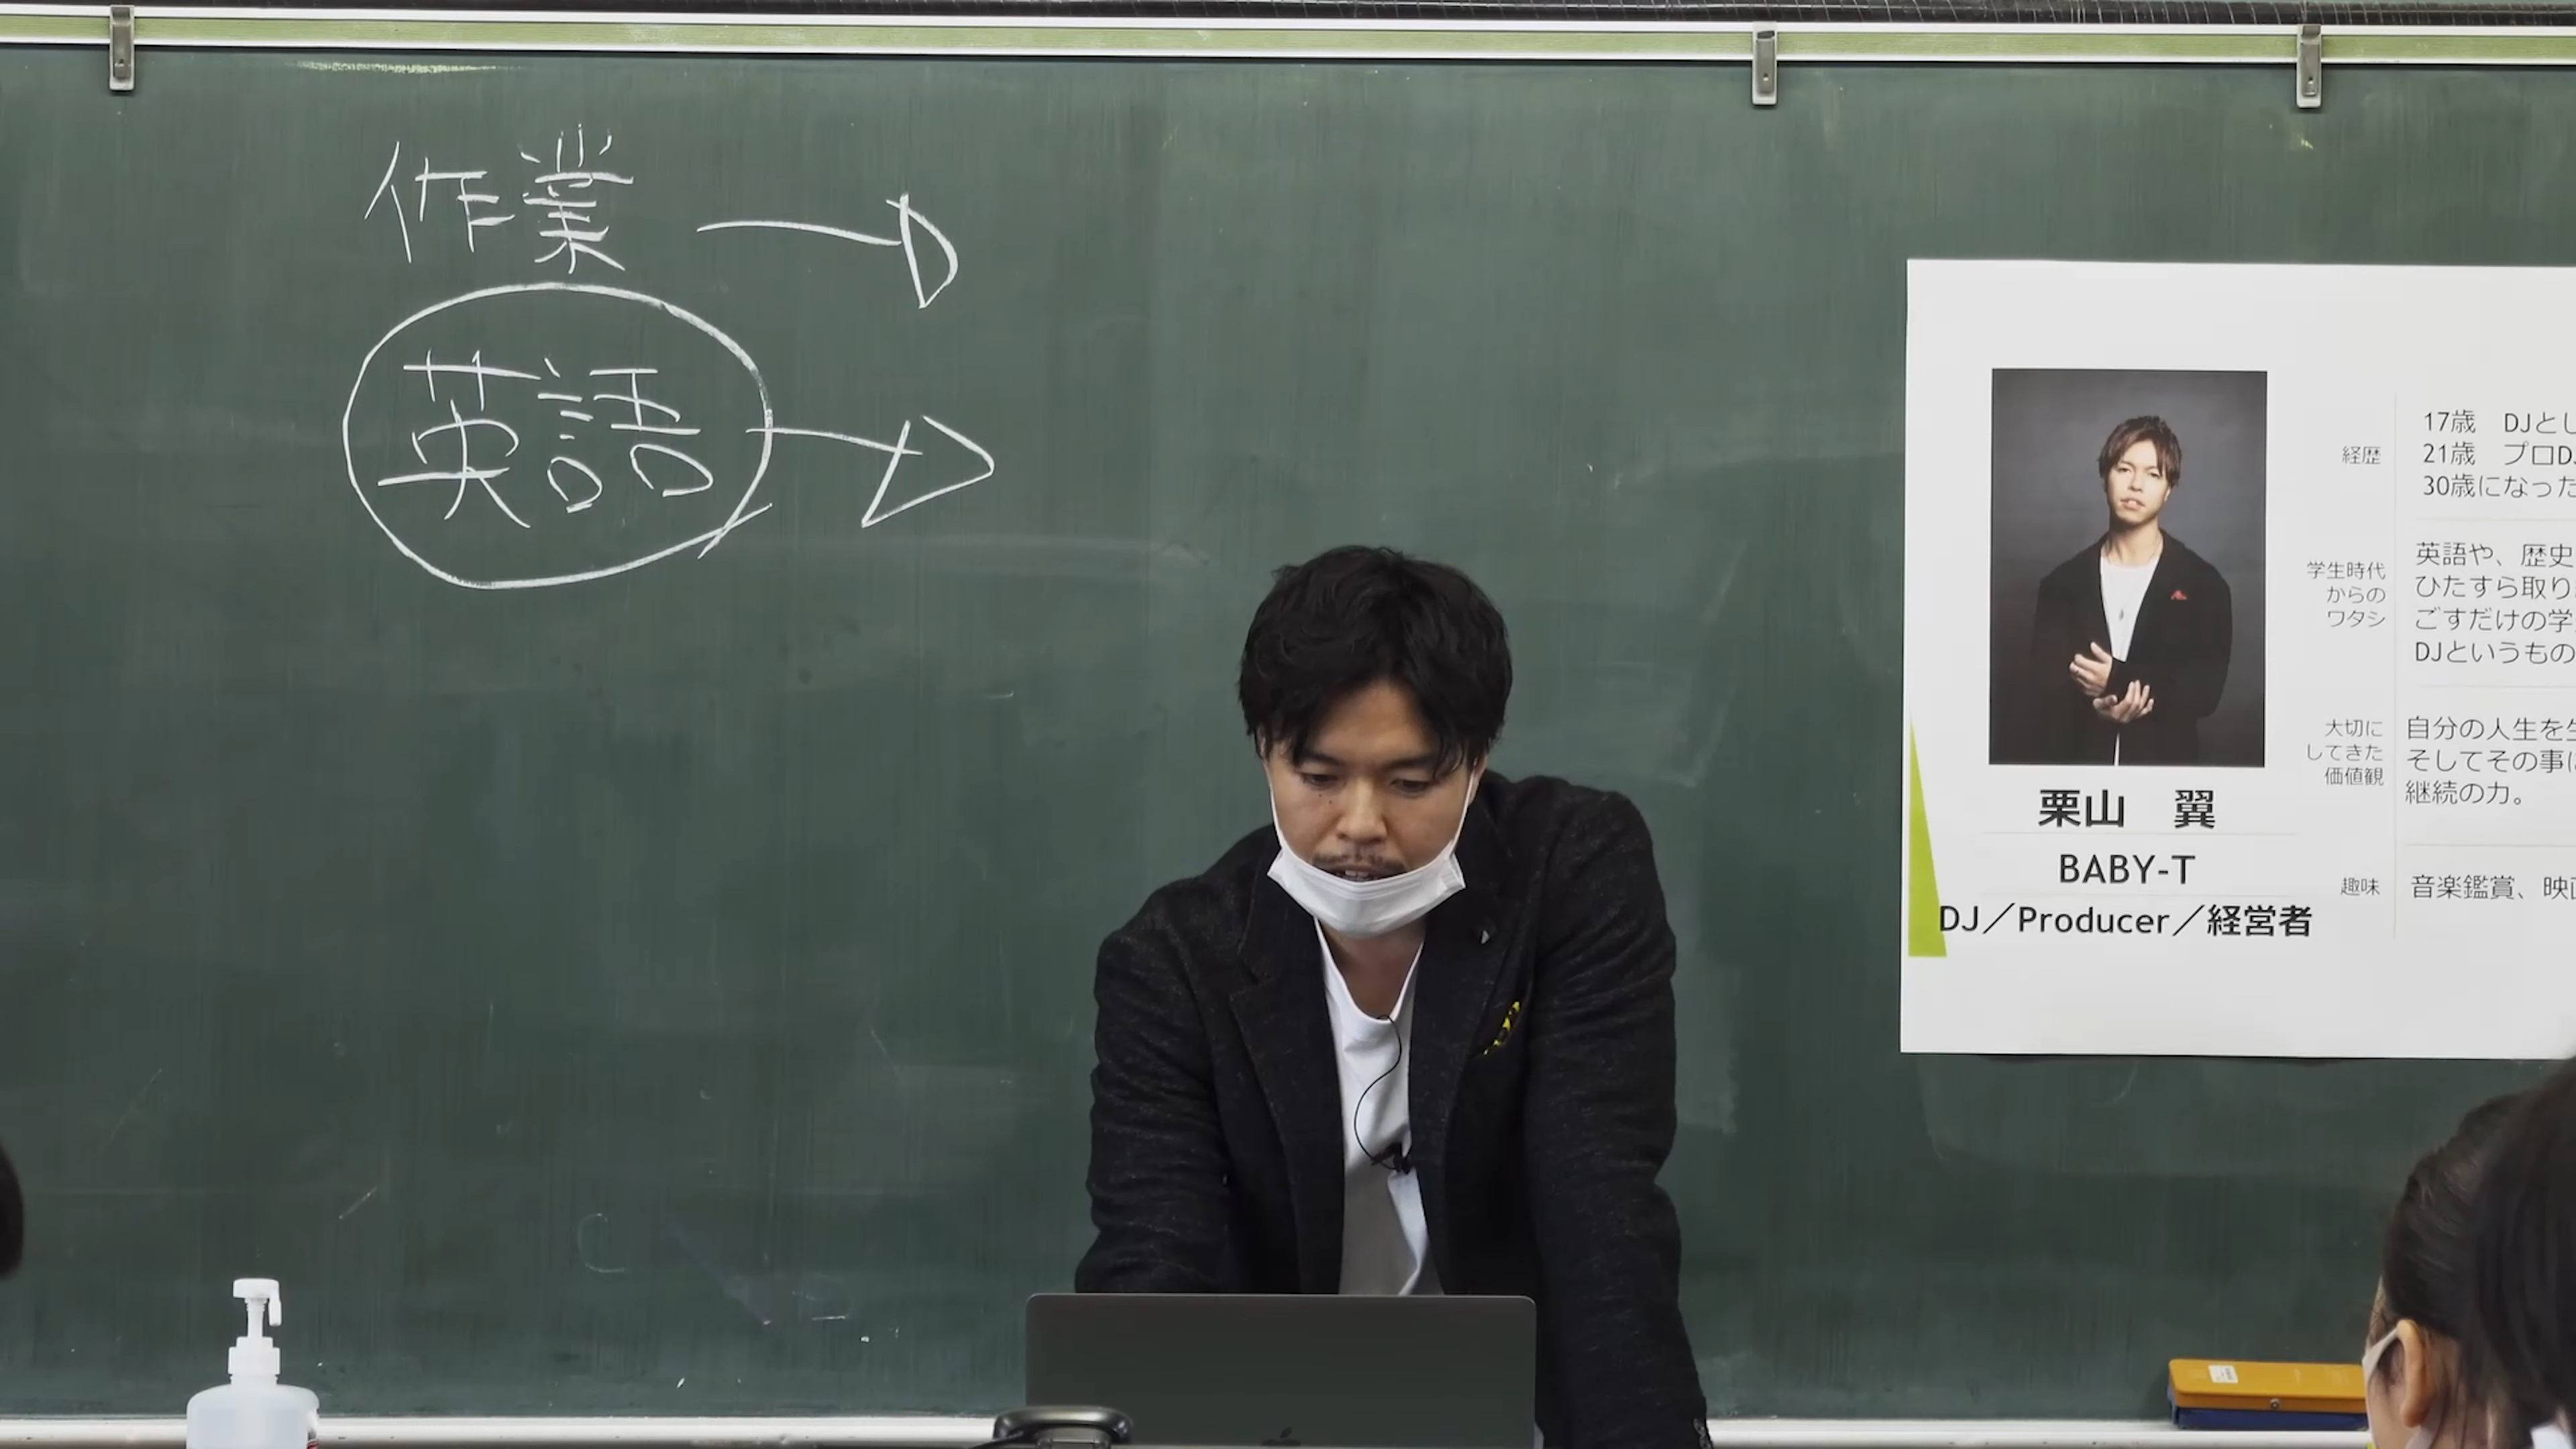 作業
英語
経歴
17歳 DJとし
21歳 プロDJ
30歳になった
学生時代
からの
ワタシ
英語や、歴史
ひたすら取り
ごすだけの学
DJというもの
大切に
してきた
価値観
自分の人生を生
そしてその事に
継続の力。
趣味
音楽鑑賞、映画
栗山 翼
BABY-T
DJ／Producer／経営者